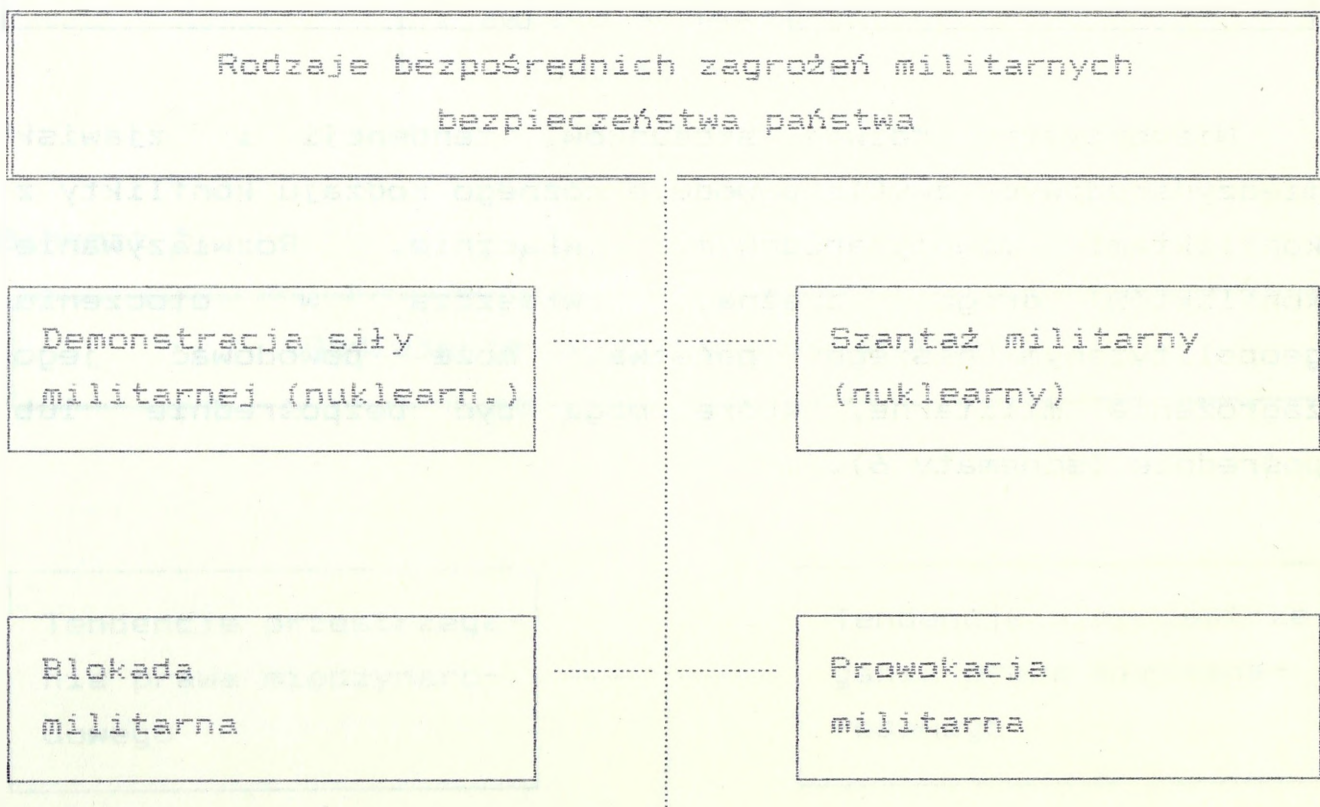 Rodzaje bezpośrednich zagrożeń militarnych
bezpieczeństwa państwa
Demonstracja siły
militarnej (nuklearn.)
Szantaż militarny
(nuklearny)
Blokada
militarna
Prowokacja
militarna